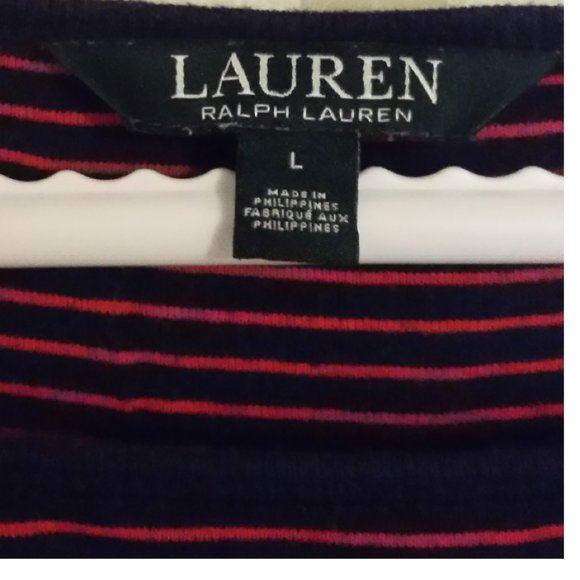 LAUREN
RALPH LAUREN
L
MADE IN
PHILIPPINES
FABRIQUÉ AUX
PHILIPPINES